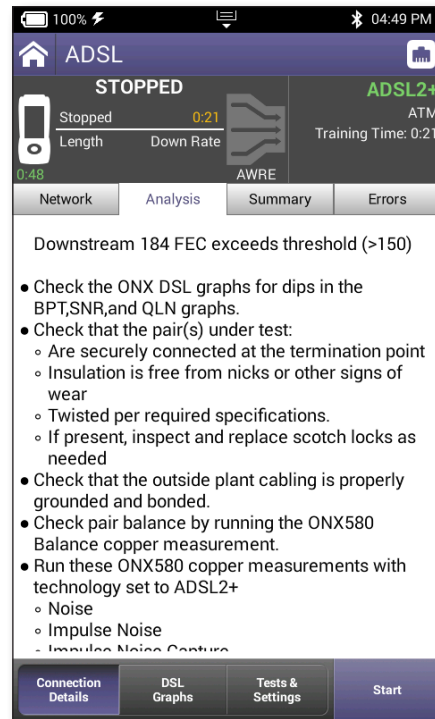 100% 04:49 PM
ADSL
STOPPED
Stopped 0:21
Length Down Rate
0:48
AWRE
ADSL2+
ATM
Training Time: 0:21
Network Analysis Summary Errors
Downstream 184 FEC exceeds threshold (>150)
● Check the ONX DSL graphs for dips in the
BPT,SNR,and QLN graphs.
● Check that the pair(s) under test:
○ Are securely connected at the termination point
○ Insulation is free from nicks or other signs of
wear
○ Twisted per required specifications.
○ If present, inspect and replace scotch locks as
needed
● Check that the outside plant cabling is properly
grounded and bonded.
● Check pair balance by running the ONX580
Balance copper measurement.
● Run these ONX580 copper measurements with
technology set to ADSL2+
○ Noise
○ Impulse Noise
○ Impulse Noise Capture
Connection
Details
DSL
Graphs
Tests &
Settings
Start